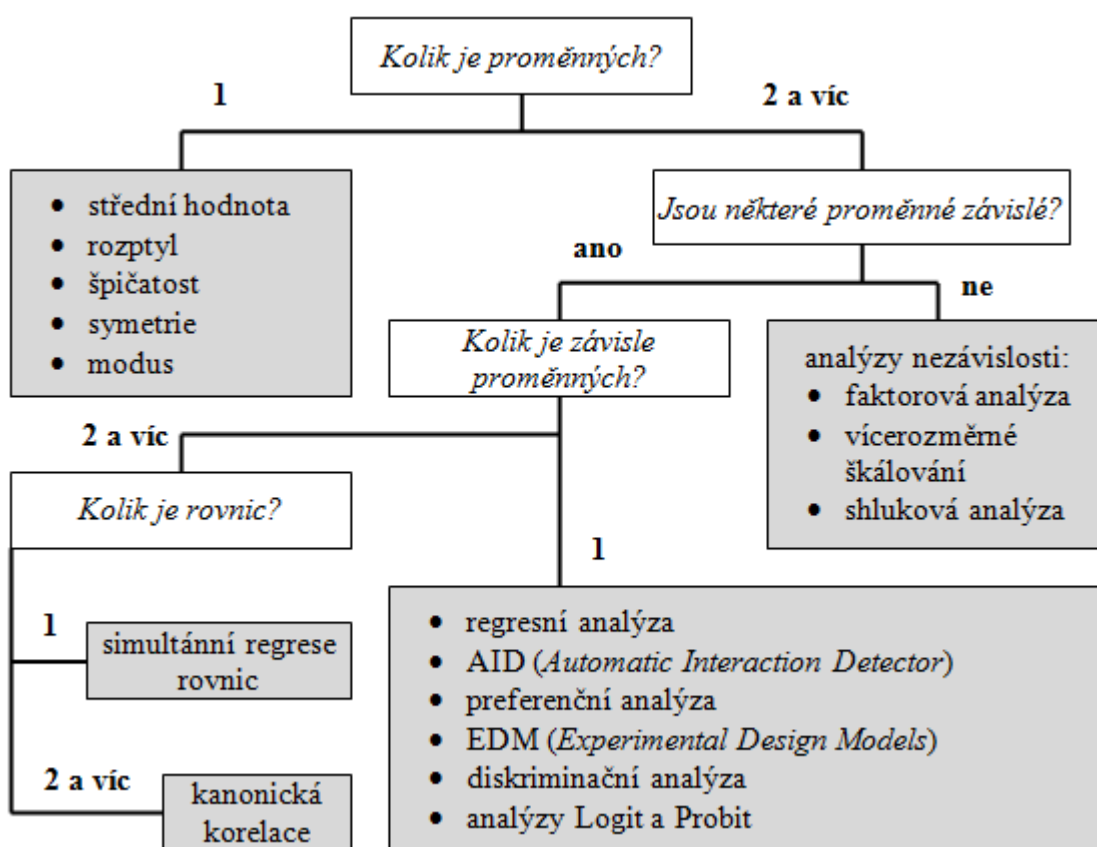 Kolik je proměnných?
1
2 a víc
• střední hodnota
• rozptyl
• špičatost
• symetrie
• modus
Jsou některé proměnné závislé?
ano
ne
Kolik je závisle
proměnných?
analýzy nezávislosti:
• faktorová analýza
• vícerozměrné
škálování
• shluková analýza
2 a víc
1
Kolik je rovnic?
1
simultánní regrese
rovnic
2 a víc
kanonická
korelace
• regresní analýza
• AID (Automatic Interaction Detector)
• preferenční analýza
• EDM (Experimental Design Models)
• diskriminační analýza
• analýzy Logit a Probit